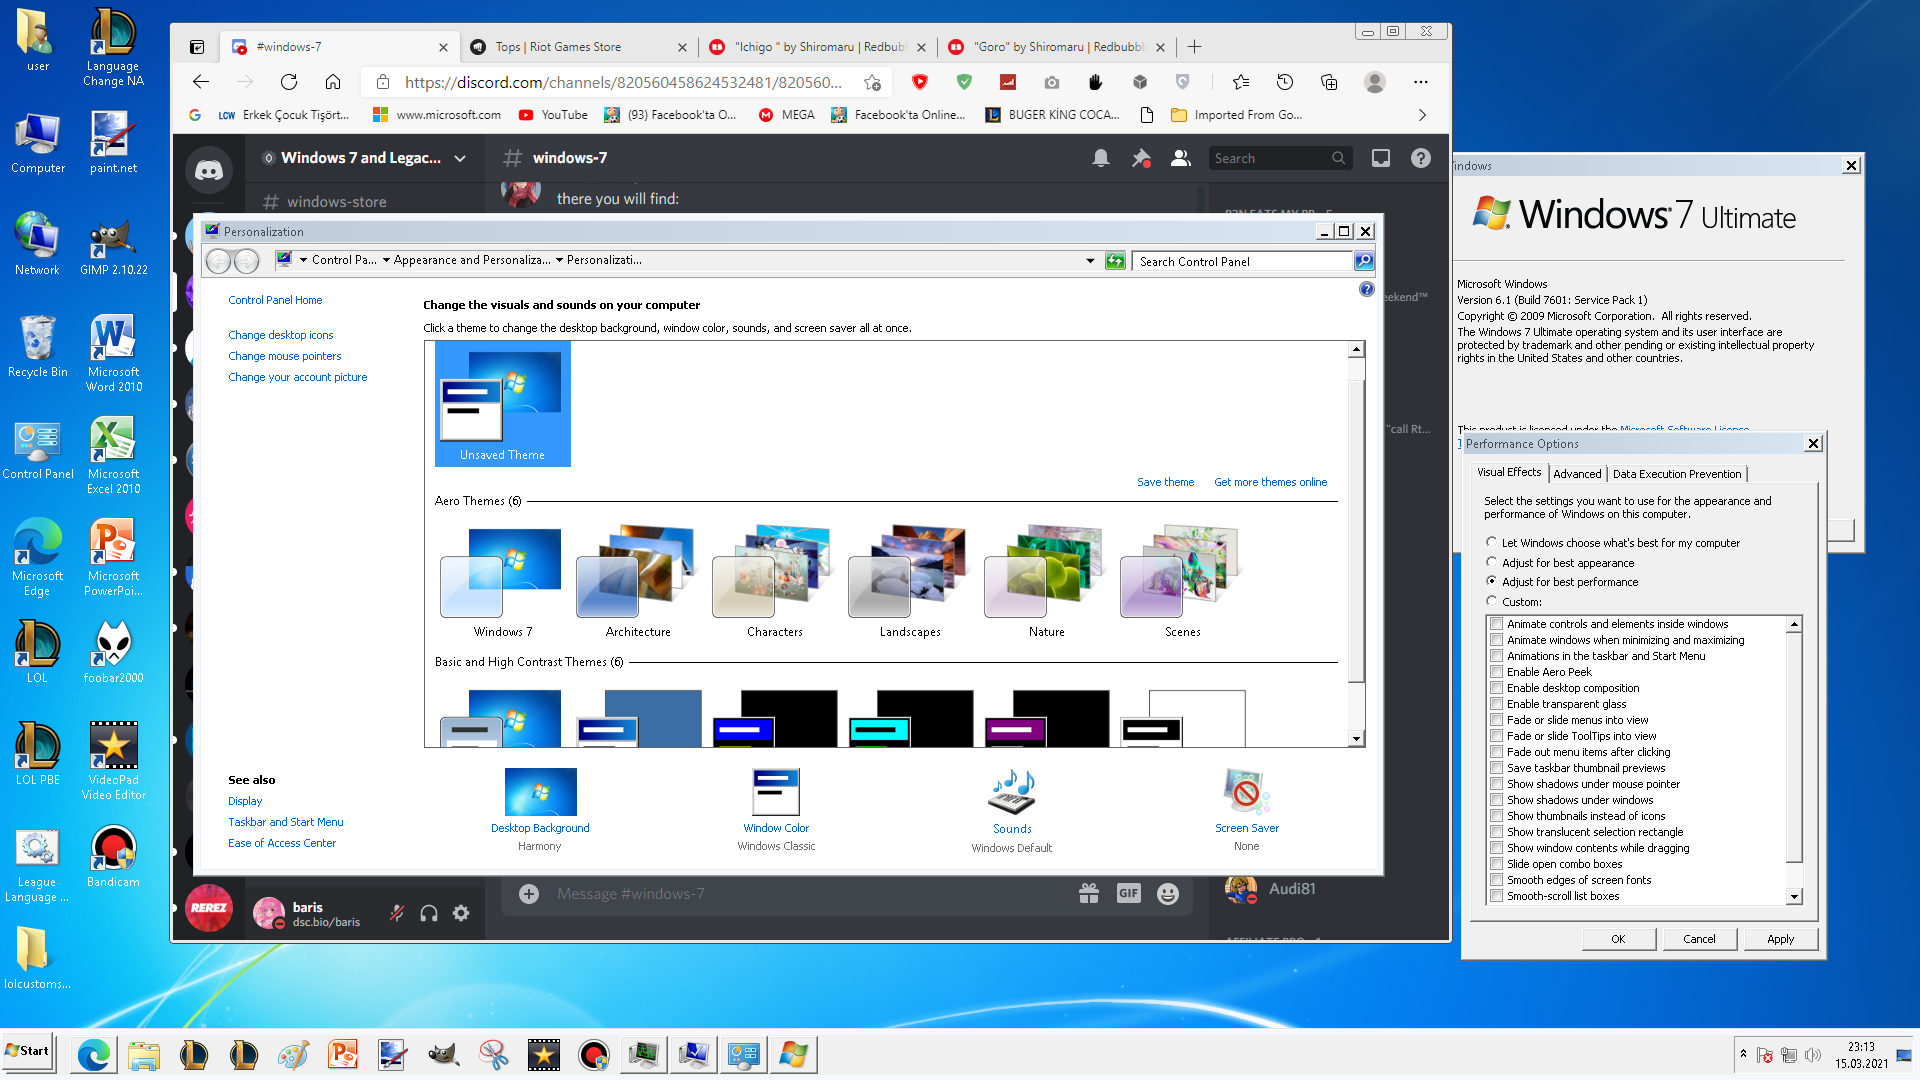 user
Language Change NA
Computer
paint.net
Network
GIMP 2.10.22
Recycle Bin
Microsoft Word 2010
Control Panel
Microsoft Excel 2010
Microsoft Edge
Microsoft PowerPoi...
LOL
foobar2000
LOL PBE
VideoPad Video Editor
League Language ...
Bandicam
lolcustoms...
#windows-7
Tops | Riot Games Store
"Ichigo " by Shiromaru | Redbubbl
"Goro" by Shiromaru | Redbubbl
https://discord.com/channels/820560458624532481/820560...
LCW Erkek Çocuk Tişört...
www.microsoft.com
YouTube
(93) Facebook'ta O...
MEGA
Facebook'ta Online...
BUGER KİNG COCA...
Imported From Go...
Windows 7 and Legac...
windows-7
Search
windows-store
there you will find:
Personalization
Control Pa...
Appearance and Personaliza...
Personalizati...
Search Control Panel
Control Panel Home
Change desktop icons
Change mouse pointers
Change your account picture
Change the visuals and sounds on your computer
Click a theme to change the desktop background, window color, sounds, and screen saver all at once.
Unsaved Theme
Save theme
Get more themes online
Aero Themes (6)
Windows 7
Architecture
Characters
Landscapes
Nature
Scenes
Basic and High Contrast Themes (6)
See also
Display
Taskbar and Start Menu
Ease of Access Center
Desktop Background
Harmony
Window Color
Windows Classic
Sounds
Windows Default
Screen Saver
None
eekend™
"call Rt...
REREZ
baris
dsc.bio/baris
Message #windows-7
GIF
Audi81
indows
Windows 7 Ultimate
Microsoft Windows
Version 6.1 (Build 7601: Service Pack 1)
Copyright © 2009 Microsoft Corporation. All rights reserved.
The Windows 7 Ultimate operating system and its user interface are
protected by trademark and other pending or existing intellectual property
rights in the United States and other countries.
This product is licensed under the Microsoft Software License
Performance Options
Visual Effects
Advanced
Data Execution Prevention
Select the settings you want to use for the appearance and
performance of Windows on this computer.
Let Windows choose what's best for my computer
Adjust for best appearance
Adjust for best performance
Custom:
Animate controls and elements inside windows
Animate windows when minimizing and maximizing
Animations in the taskbar and Start Menu
Enable Aero Peek
Enable desktop composition
Enable transparent glass
Fade or slide menus into view
Fade or slide ToolTips into view
Fade out menu items after clicking
Save taskbar thumbnail previews
Show shadows under mouse pointer
Show shadows under windows
Show thumbnails instead of icons
Show translucent selection rectangle
Show window contents while dragging
Slide open combo boxes
Smooth edges of screen fonts
Smooth-scroll list boxes
OK
Cancel
Apply
Start
23:13
15.03.2021